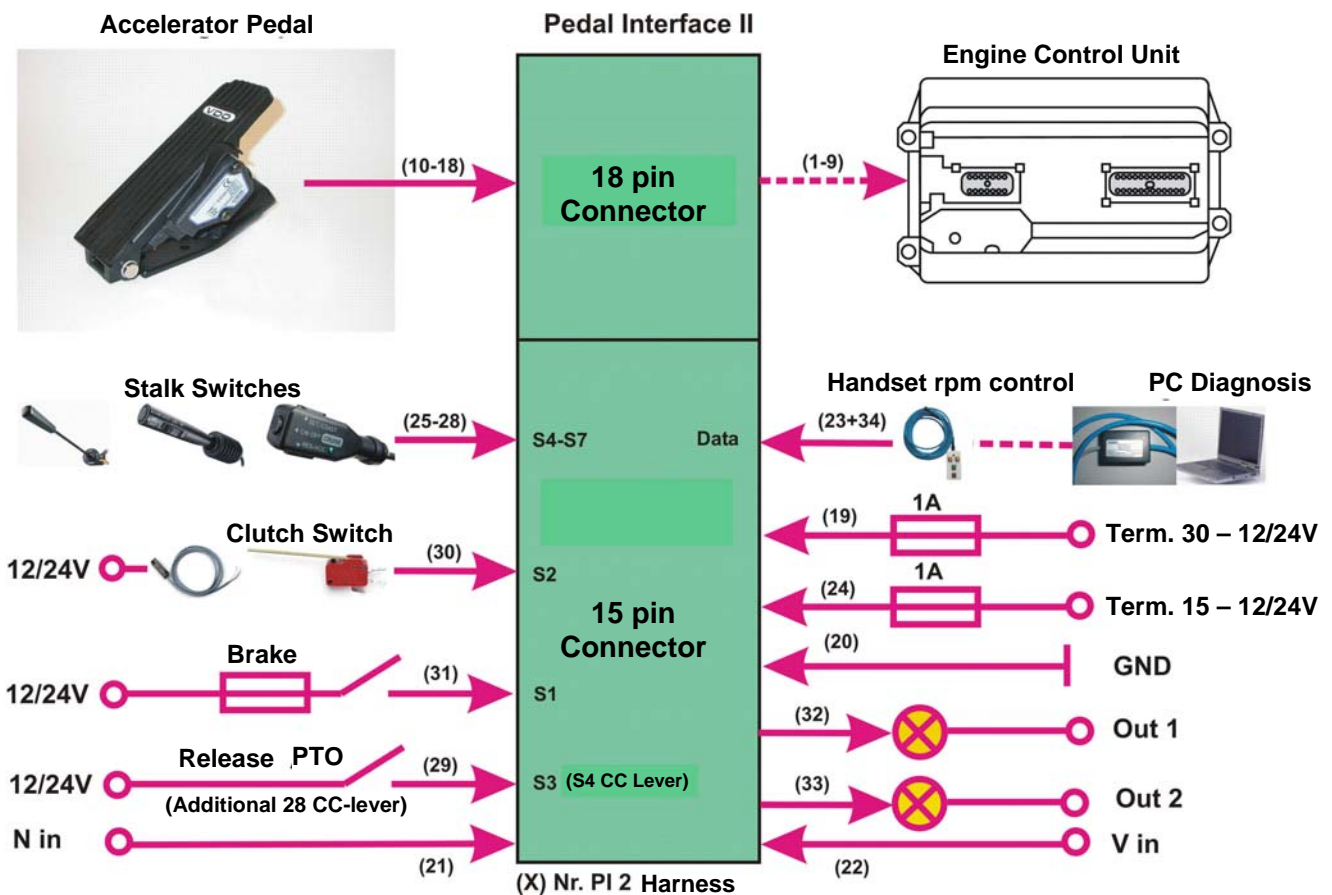 Accelerator Pedal
Pedal Interface II
Engine Control Unit
VDO
(10-18)
18 pin
Connector
(1-9)
Stalk Switches
(25-28)
S4-S7
Data
Handset rpm control
PC Diagnosis
(23+34)
1A
(19)
Term. 30 – 12/24V
Clutch Switch
12/24V
(30)
S2
1A
(24)
Term. 15 – 12/24V
15 pin
Connector
(20)
GND
Brake
12/24V
(31)
S1
(32)
Out 1
Release PTO
12/24V
(29)
S3
(S4 CC Lever)
(Additional 28 CC-lever)
(33)
Out 2
N in
(21)
(22)
V in
(X) Nr. PI 2 Harness